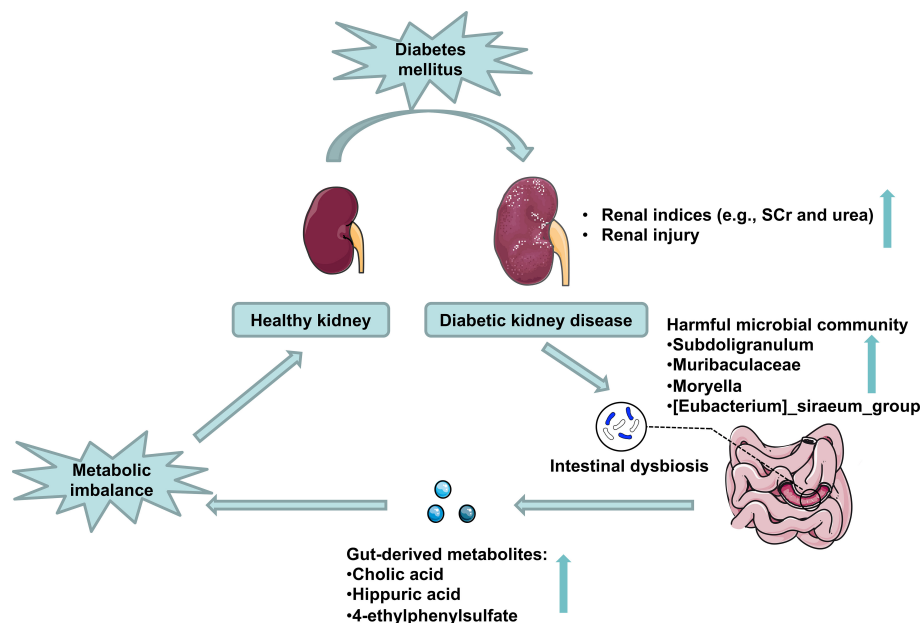 Diabetes
mellitus
• Renal indices (e.g., SCr and urea)
• Renal injury
Healthy kidney
Diabetic kidney disease
Harmful microbial community
•Subdoligranulum
•Muribaculaceae
•Moryella
•[Eubacterium]_siraeum_group
Intestinal dysbiosis
Metabolic
imbalance
Gut-derived metabolites:
•Cholic acid
•Hippuric acid
•4-ethylphenylsulfate